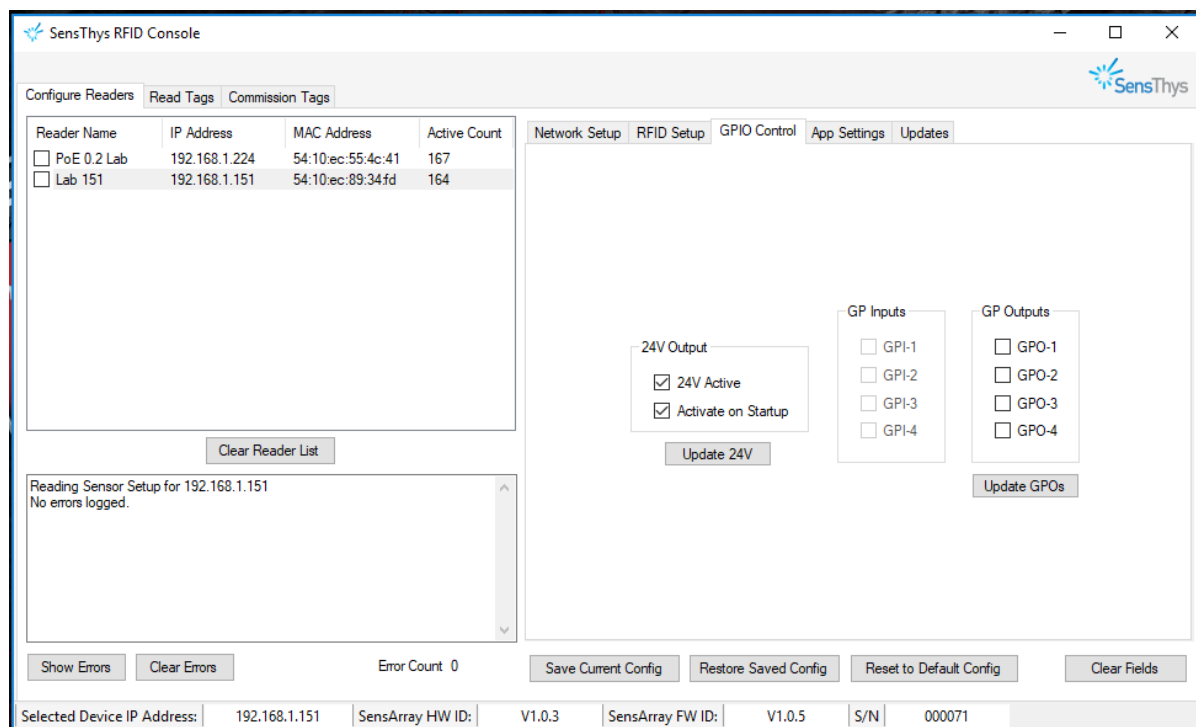 SensThys RFID Console
SensThys
Configure Readers Read Tags Commission Tags
Reader Name IP Address MAC Address Active Count
PoE 0.2 Lab 192.168.1.224 54:10:ec:55:4c:41 167
Lab 151 192.168.1.151 54:10:ec:89:34:fd 164
Clear Reader List
Reading Sensor Setup for 192.168.1.151
No errors logged.
Show Errors Clear Errors Error Count 0
Network Setup RFID Setup GPIO Control App Settings Updates
24V Output
24V Active
Activate on Startup
Update 24V
GP Inputs
GPI-1
GPI-2
GPI-3
GPI-4
GP Outputs
GPO-1
GPO-2
GPO-3
GPO-4
Update GPOs
Save Current Config Restore Saved Config Reset to Default Config Clear Fields
Selected Device IP Address: 192.168.1.151 SensArray HW ID: V1.0.3 SensArray FW ID: V1.0.5 S/N 000071